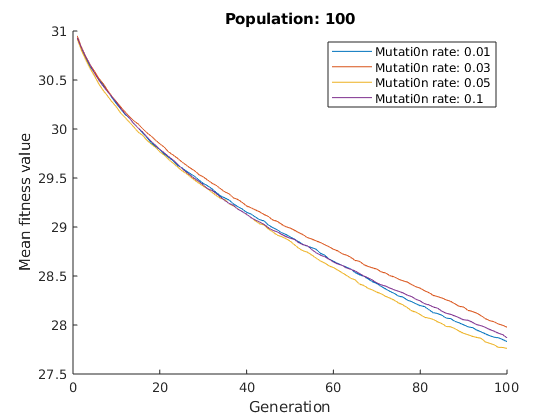 Population: 100
Mutati0n rate: 0.01
Mutati0n rate: 0.03
Mutati0n rate: 0.05
Mutati0n rate: 0.1
Mean fitness value
31
30.5
30
29.5
29
28.5
28
27.5
0 20 40 60 80 100
Generation